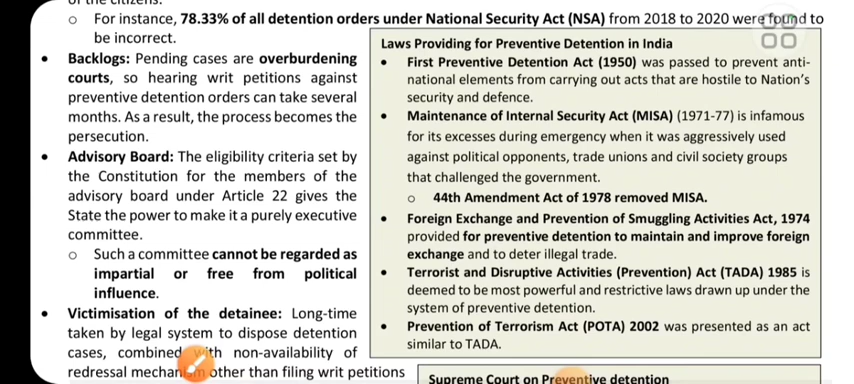 of the citizens.
o For instance, 78.33% of all detention orders under National Security Act (NSA) from 2018 to 2020 were found to
be incorrect.
• Backlogs: Pending cases are overburdening
courts, so hearing writ petitions against
preventive detention orders can take several
months. As a result, the process becomes the
persecution.
• Advisory Board: The eligibility criteria set by
the Constitution for the members of the
advisory board under Article 22 gives the
State the power to make it a purely executive
committee.
o Such a committee cannot be regarded as
impartial or free from political
influence.
• Victimisation of the detainee: Long-time
taken by legal system to dispose detention
cases, combined with non-availability of
redressal mechanism other than filing writ petitions
Laws Providing for Preventive Detention in India
• First Preventive Detention Act (1950) was passed to prevent anti-
national elements from carrying out acts that are hostile to Nation's
security and defence.
• Maintenance of Internal Security Act (MISA) (1971-77) is infamous
for its excesses during emergency when it was aggressively used
against political opponents, trade unions and civil society groups
that challenged the government.
o 44th Amendment Act of 1978 removed MISA.
• Foreign Exchange and Prevention of Smuggling Activities Act, 1974
provided for preventive detention to maintain and improve foreign
exchange and to deter illegal trade.
• Terrorist and Disruptive Activities (Prevention) Act (TADA) 1985 is
deemed to be most powerful and restrictive laws drawn up under the
system of preventive detention.
• Prevention of Terrorism Act (POTA) 2002 was presented as an act
similar to TADA.
Supreme Court on Preventive detention